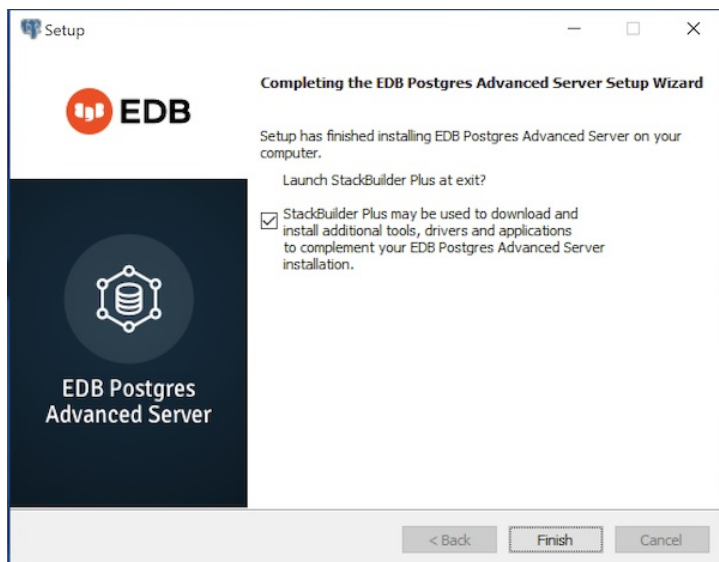 Setup
EDB
Completing the EDB Postgres Advanced Server Setup Wizard
Setup has finished installing EDB Postgres Advanced Server on your
computer.
Launch StackBuilder Plus at exit?
StackBuilder Plus may be used to download and
install additional tools, drivers and applications
to complement your EDB Postgres Advanced Server
installation.
EDB Postgres
Advanced Server
< Back
Finish
Cancel